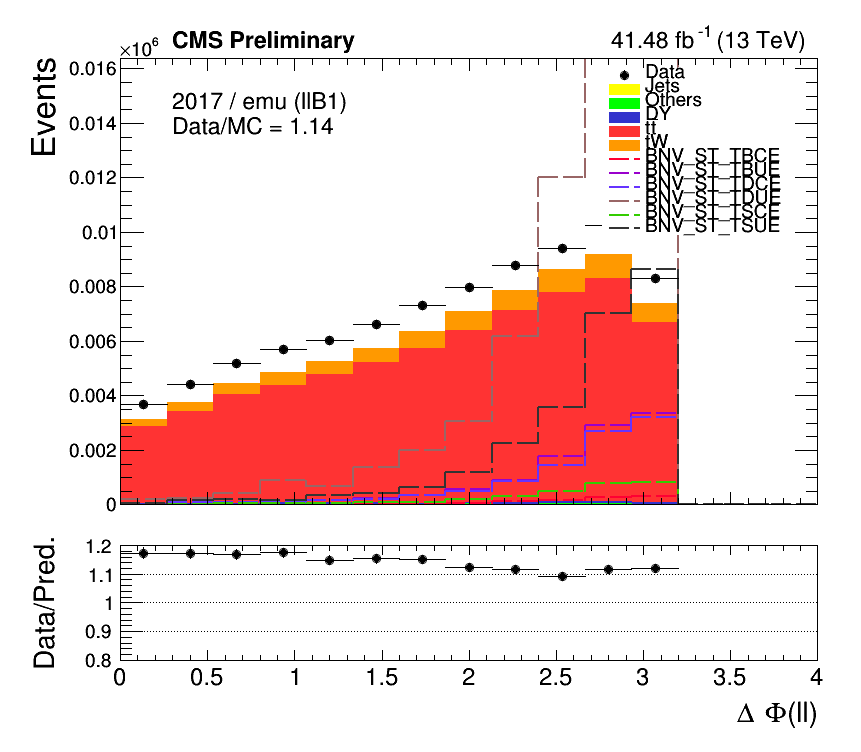 ×10⁶ CMS Preliminary 41.48 fb⁻¹ (13 TeV)
Events
0.016
0.014
0.012
0.01
0.008
0.006
0.004
0.002
0
2017 / emu (llB1)
Data/MC = 1.14
Data
Jets
Others
DY
tt
tW
BNV_ST_TBCE
BNV_ST_TBUE
BNV_ST_TDCE
BNV_ST_TDUE
BNV_ST_TSCE
BNV_ST_TSUE
Data/Pred.
1.2
1.1
1
0.9
0.8
0 0.5 1 1.5 2 2.5 3 3.5 4
Δ Φ(ll)